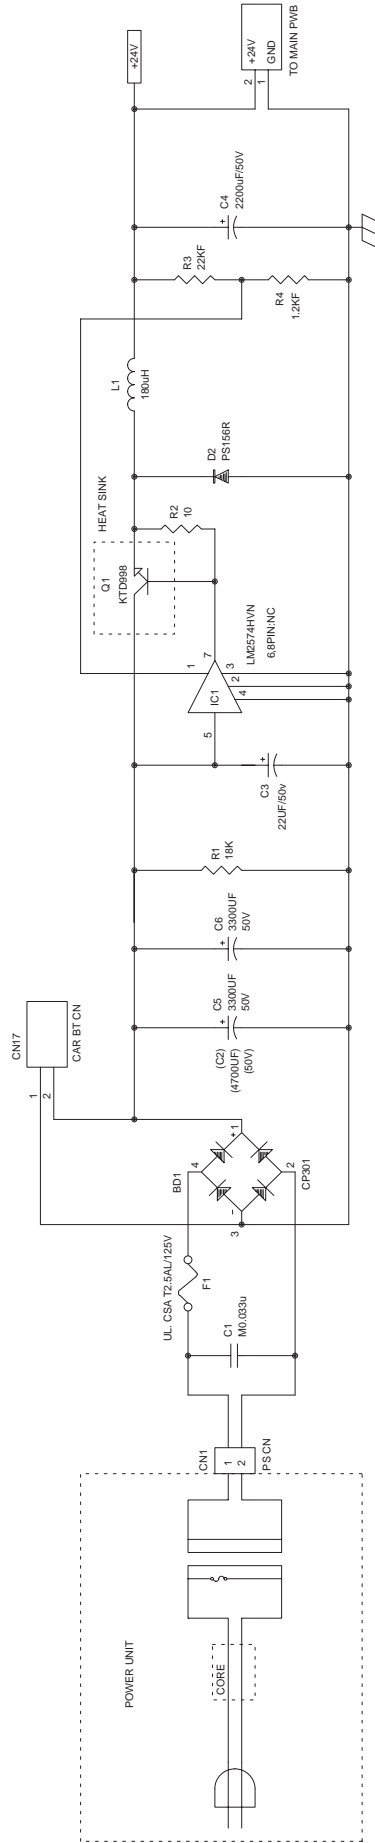 POWER UNIT
CORE
CN1
1
2
PS CN
UL. CSA T2.5AL/125V
F1
C1
M0.033u
BD1
4
+
1
-
3
2
CP301
CN17
1
2
CAR BT CN
+
C5
3300UF
50V
(C2)
(4700UF)
(50V)
+
C6
3300UF
50V
R1
18K
+
C3
22UF/50v
5
IC1
1
7
4
2
3
LM2574HVN
6,8PIN:NC
HEAT SINK
Q1
KTD998
R2
10
D2
PS156R
L1
180uH
R3
22KF
R4
1.2KF
+
C4
2200uF/50V
+24V
2
1
+24V
GND
TO MAIN PWB